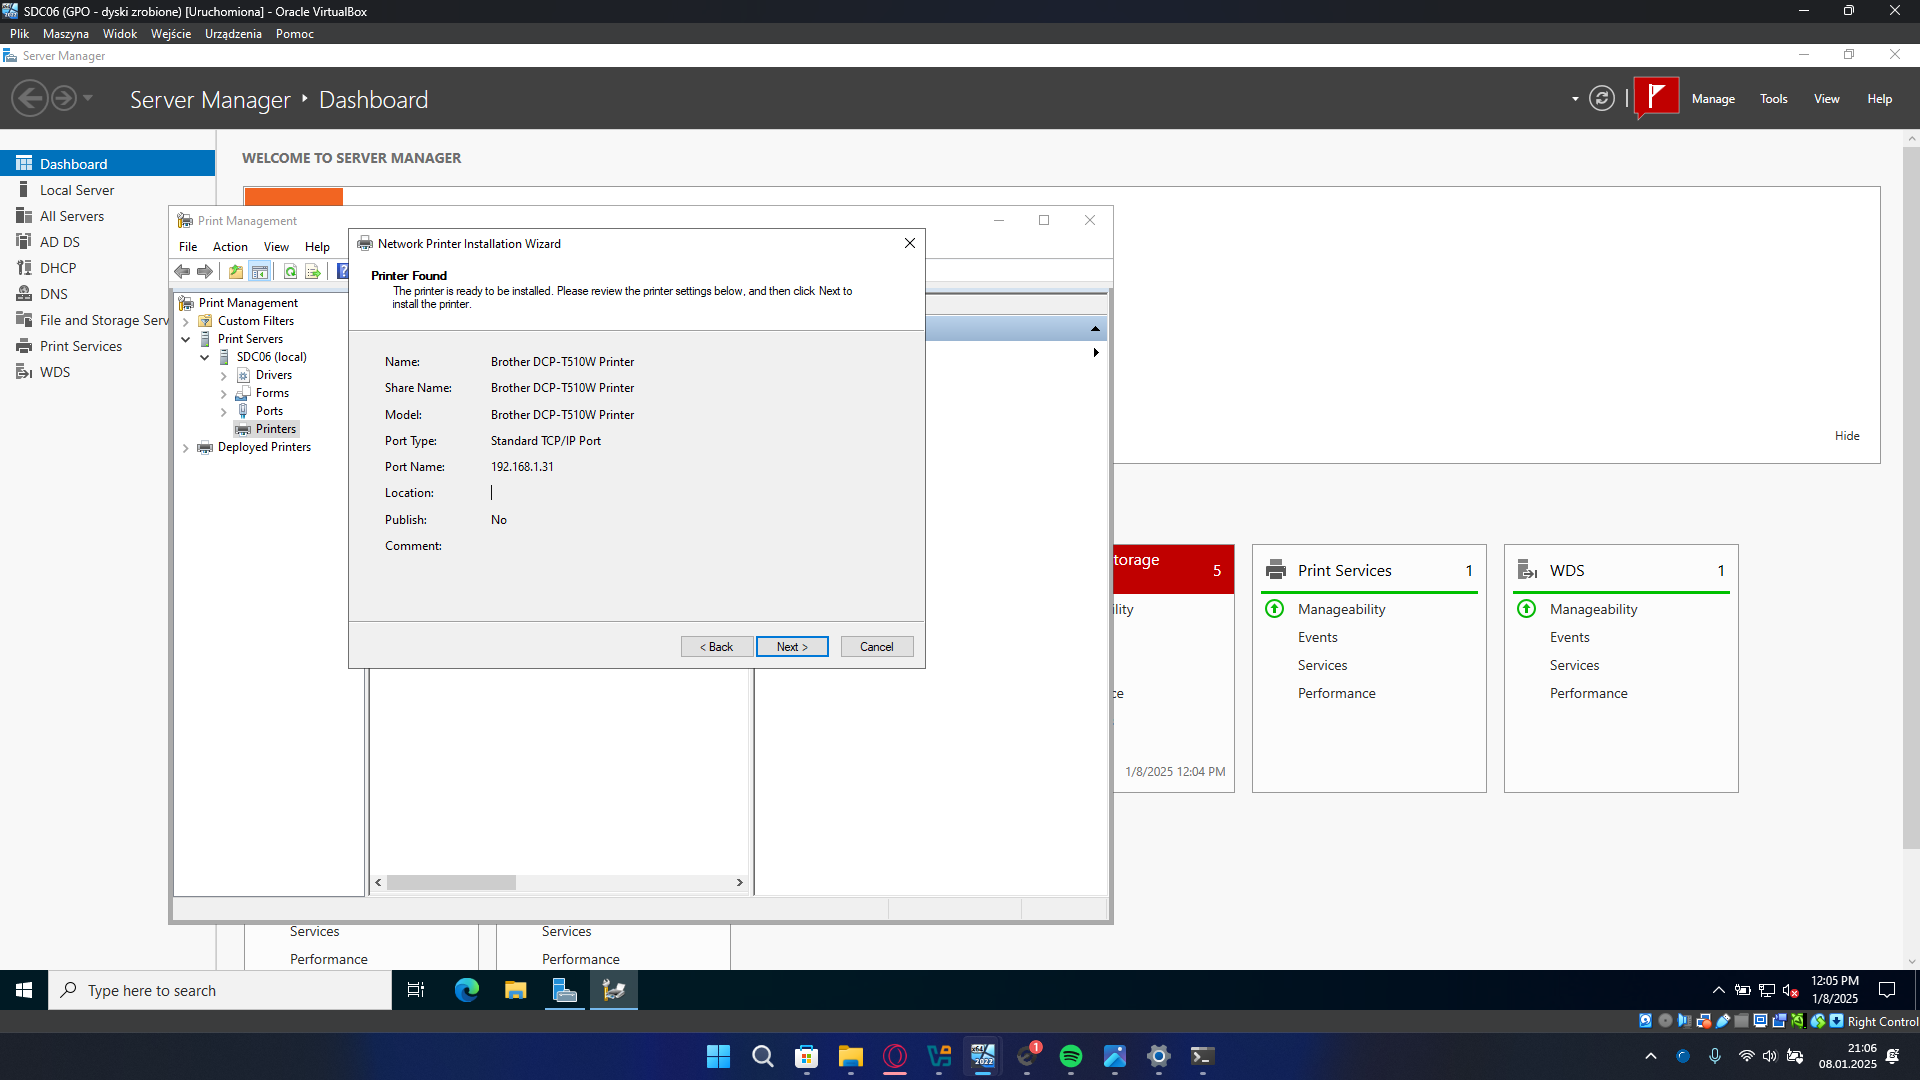 SDC06 (GPO - dyski zrobione) [Uruchomiona] - Oracle VirtualBox
Plik Maszyna Widok Wejście Urządzenia Pomoc
Server Manager
Server Manager ‣ Dashboard
Manage Tools View Help
Dashboard
Local Server
All Servers
AD DS
DHCP
DNS
File and Storage Serv
Print Services
WDS
WELCOME TO SERVER MANAGER
Hide
Print Management
File Action View Help
Print Management
Custom Filters
Print Servers
SDC06 (local)
Drivers
Forms
Ports
Printers
Deployed Printers
Network Printer Installation Wizard
Printer Found
The printer is ready to be installed. Please review the printer settings below, and then click Next to
install the printer.
Name: Brother DCP-T510W Printer
Share Name: Brother DCP-T510W Printer
Model: Brother DCP-T510W Printer
Port Type: Standard TCP/IP Port
Port Name: 192.168.1.31
Location:
Publish: No
Comment:
< Back Next > Cancel
torage 5
ility
ce
1/8/2025 12:04 PM
Print Services 1
Manageability
Events
Services
Performance
WDS 1
Manageability
Events
Services
Performance
Services
Performance
Services
Performance
Type here to search
12:05 PM
1/8/2025
Right Control
2022
1
21:06
08.01.2025